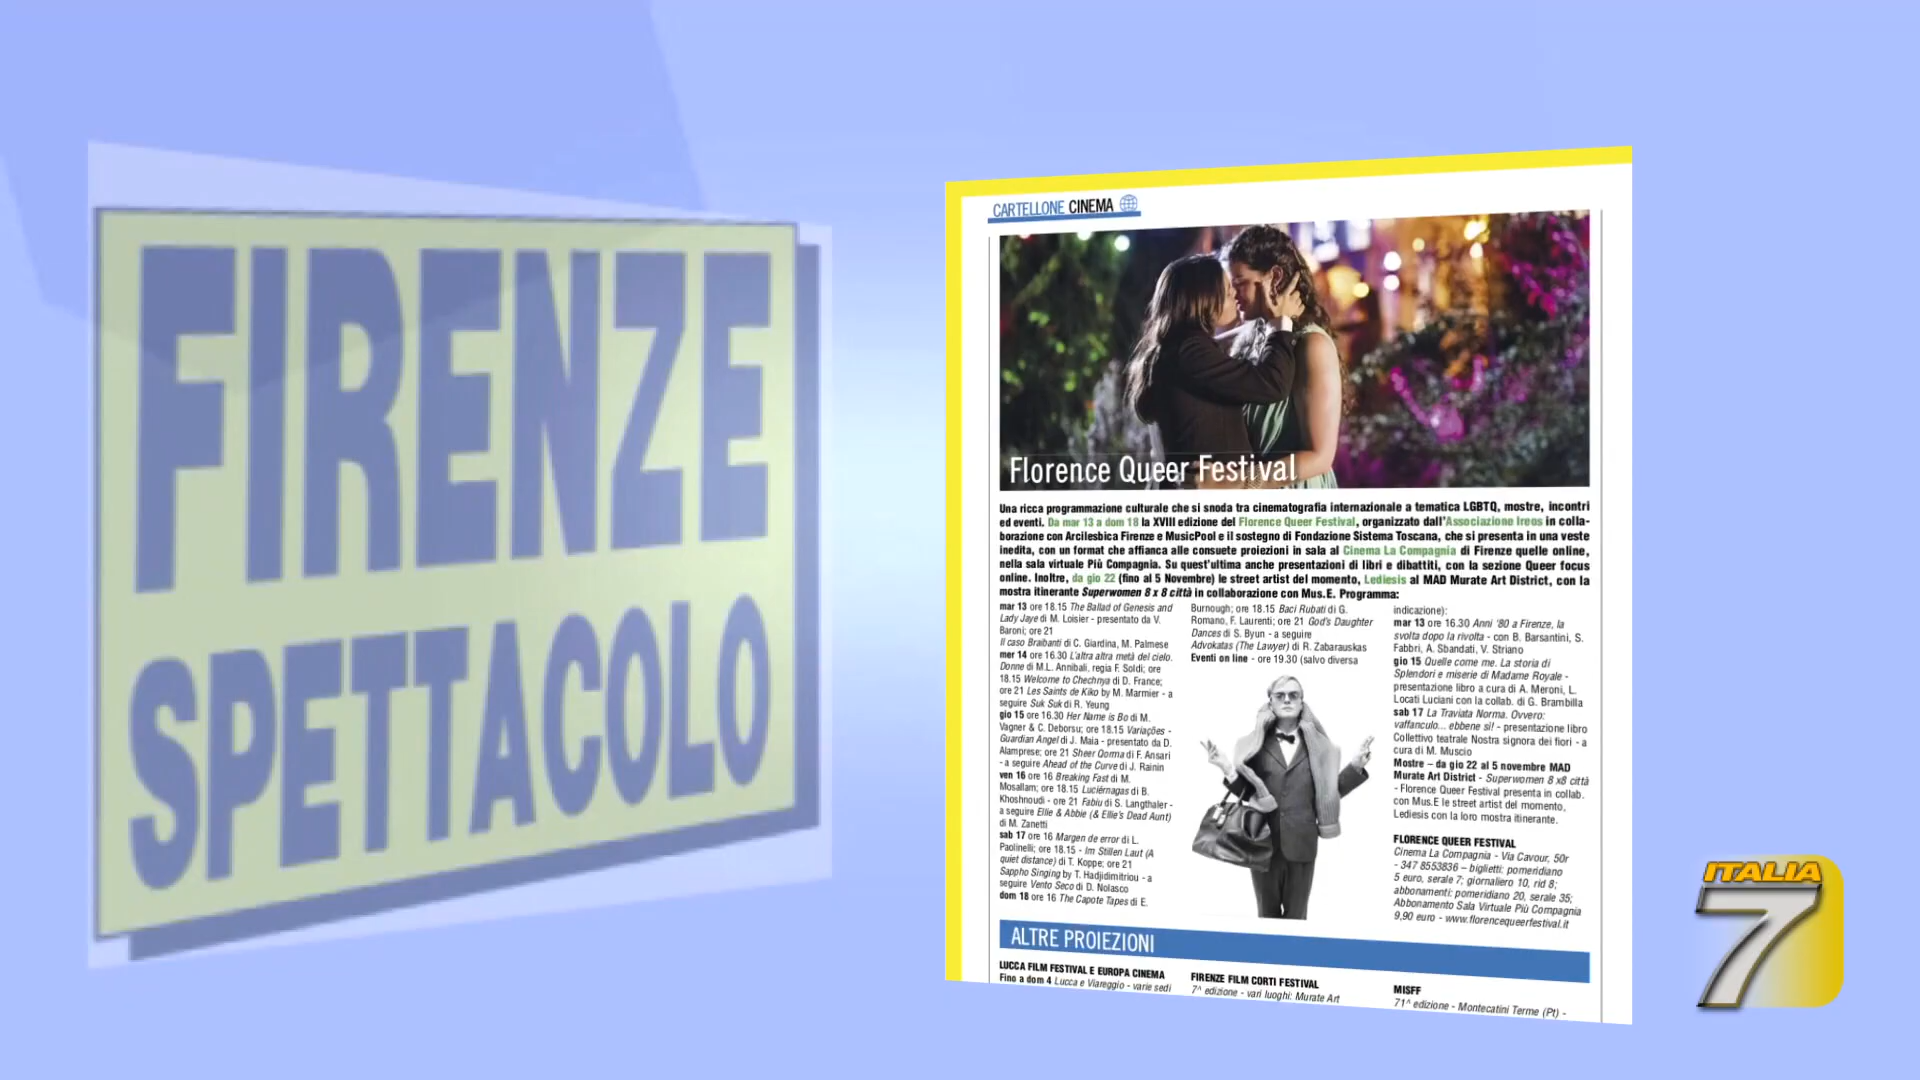 FIRENZE
SPETTACOLO
CARTELLONE CINEMA
Florence Queer Festival
Una ricca programmazione culturale che si snoda tra cinematografia internazionale a tematica LGBTQ, mostre, incontri
ed eventi. Da mar 13 a dom 18 la XVIII edizione del Florence Queer Festival, organizzato dall'Associazione Ireos in colla-
borazione con Arcilesbica Firenze e MusicPool e il sostegno di Fondazione Sistema Toscana, che si presenta in una veste
inedita, con un format che affianca alle consuete proiezioni in sala al Cinema La Compagnia di Firenze quelle online,
nella sala virtuale Più Compagnia. Su quest'ultima anche presentazioni di libri e dibattiti, con la sezione Queer focus
online. Inoltre, da gio 22 (fino al 5 Novembre) le street artist del momento, Lediesis al MAD Murate Art District, con la
mostra itinerante Superwomen 8 x 8 città in collaborazione con Mus.E. Programma:
mar 13 ore 18.15 The Ballad of Genesis and
Lady Jaye di M. Loisier - presentato da V.
Baroni; ore 21
Il caso Braibanti di C. Giardina, M. Palmese
mer 14 ore 16.30 L'altra altra metà del cielo.
Donne di M.L. Annibali, regia F. Soldi; ore
18.15 Welcome to Chechnya di D. France;
ore 21 Les Saints de Kiko by M. Marmier - a
seguire Suk Suk di R. Yeung
gio 15 ore 16.30 Her Name is Bo di M.
Vagner & C. Deborsu; ore 18.15 Variações -
Guardian Angel di J. Maia - presentato da D.
Alamprese; ore 21 Sheer Qorma di F. Ansari
- a seguire Ahead of the Curve di J. Rainin
ven 16 ore 16 Breaking Fast di M.
Mosallam; ore 18.15 Luciérnagas di B.
Khoshnoudi - ore 21 Fabiu di S. Langthaler -
a seguire Ellie & Abbie (& Ellie's Dead Aunt)
di M. Zanetti
sab 17 ore 16 Margen de error di L.
Paolinelli; ore 18.15 - Im Stillen Laut (A
quiet distance) di T. Koppe; ore 21
Sappho Singing by T. Hadjidimitriou - a
seguire Vento Seco di D. Nolasco
dom 18 ore 16 The Capote Tapes di E.
Burnough; ore 18.15 Baci Rubati di G.
Romano, F. Laurenti; ore 21 God's Daughter
Dances di S. Byun - a seguire
Advokatas (The Lawyer) di R. Zabarauskas
Eventi on line - ore 19.30 (salvo diversa
indicazione):
mar 13 ore 16.30 Anni '80 a Firenze, la
svolta dopo la rivolta - con B. Barsantini, S.
Fabbri, A. Sbandati, V. Striano
gio 15 Quelle come me. La storia di
Splendori e miserie di Madame Royale -
presentazione libro a cura di A. Meroni, L.
Locati Luciani con la collab. di G. Brambilla
sab 17 La Traviata Norma. Ovvero:
vaffanculo... ebbene sì! - presentazione libro
Collettivo teatrale Nostra signora dei fiori - a
cura di M. Muscio
Mostre – da gio 22 al 5 novembre MAD
Murate Art District - Superwomen 8 x8 città
- Florence Queer Festival presenta in collab.
con Mus.E le street artist del momento,
Lediesis con la loro mostra itinerante.
FLORENCE QUEER FESTIVAL
Cinema La Compagnia - Via Cavour, 50r
- 347 8553836 – biglietti: pomeridiano
5 euro, serale 7; giornaliero 10, rid 8;
abbonamenti: pomeridiano 20, serale 35;
Abbonamento Sala Virtuale Più Compagnia
9,90 euro - www.florencequeerfestival.it
ALTRE PROIEZIONI
LUCCA FILM FESTIVAL E EUROPA CINEMA
Fino a dom 4 Lucca e Viareggio - varie sedi
FIRENZE FILM CORTI FESTIVAL
7^ edizione - vari luoghi: Murate Art
MISFF
71^ edizione - Montecatini Terme (Pt) -
ITALIA
7